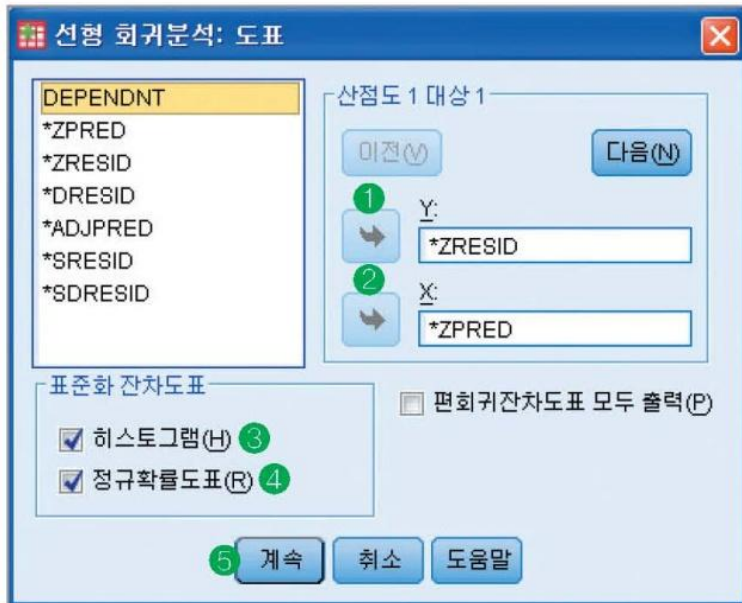 선형 회귀분석: 도표
DEPENDNT
*ZPRED
*ZRESID
*DRESID
*ADJPRED
*SRESID
*SDRESID
산점도 1 대상 1
이전(V)
다음(N)
1
Y:
*ZRESID
2
X:
*ZPRED
표준화 잔차도표
히스토그램(H) 3
정규확률도표(R) 4
편회귀잔차도표 모두 출력(P)
5 계속
취소
도움말